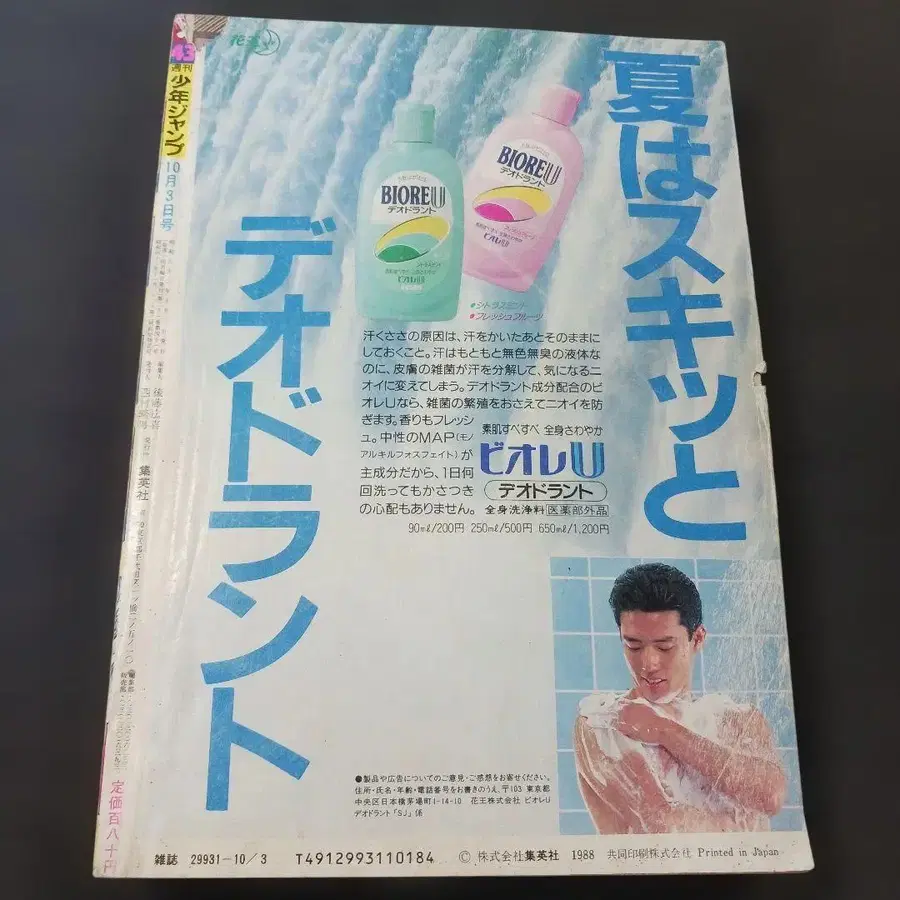 43
週刊
少年ジャンプ
10月3日号
集英社
定価百八十円
花王
夏はスキッと
デオドラント
BIORE U
デオドラント
ビオレU
BIORE U
デオドラント
ビオレU
●シトラスミント
●フレッシュフルーツ
汗くささの原因は、汗をかいたあとそのままに
しておくこと。汗はもともと無色無臭の液体な
のに、皮膚の雑菌が汗を分解して、気になるニ
オイに変えてしまう。デオドラント成分配合のビ
オレUなら、雑菌の繁殖をおさえてニオイを防
ぎます。香りもフレッシ
ュ。中性のMAP(モノ
アルキルフォスフェイト)が
主成分だから、1日何
回洗ってもかさつき
の心配もありません。
素肌すべすべ 全身さわやか
ビオレU
デオドラント
全身洗浄料 医薬部外品
90mℓ/200円 250mℓ/500円 650mℓ/1,200円
●製品や広告についてのご意見・ご感想をお寄せください。
住所・氏名・年齢・電話番号をお書きのうえ、〒103 東京都
中央区日本橋茅場町1-14-10 花王株式会社 ビオレU
デオドラント「SJ」係
雑誌 29931-10/3 T4912993110184 © 株式会社集英社 1988 共同印刷株式会社 Printed in Japan